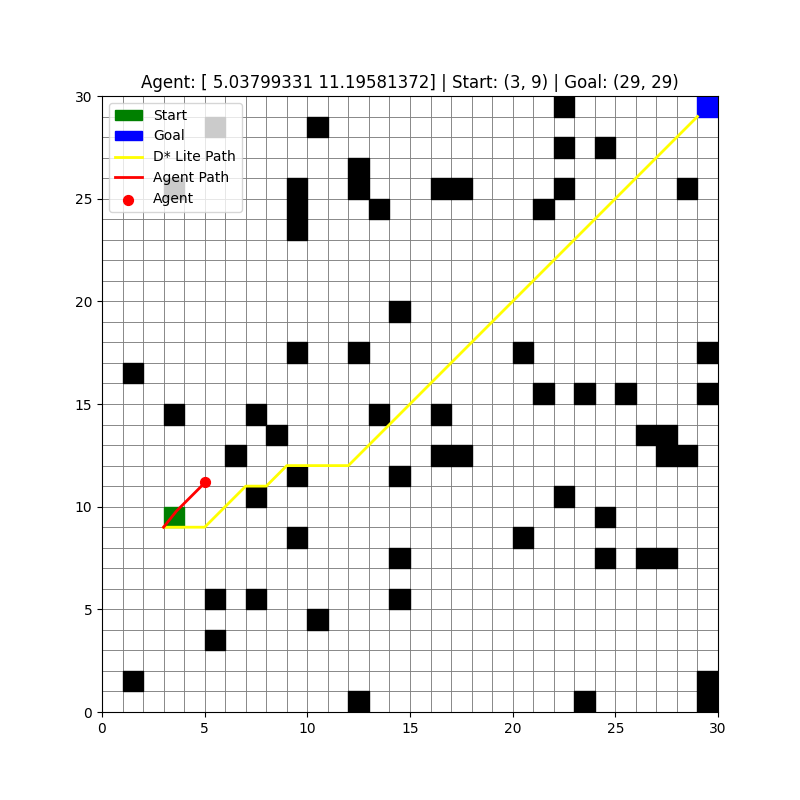 Agent: [ 5.03799331 11.19581372] | Start: (3, 9) | Goal: (29, 29)
Start
Goal
D* Lite Path
Agent Path
Agent
30
25
20
15
10
5
0
0 5 10 15 20 25 30